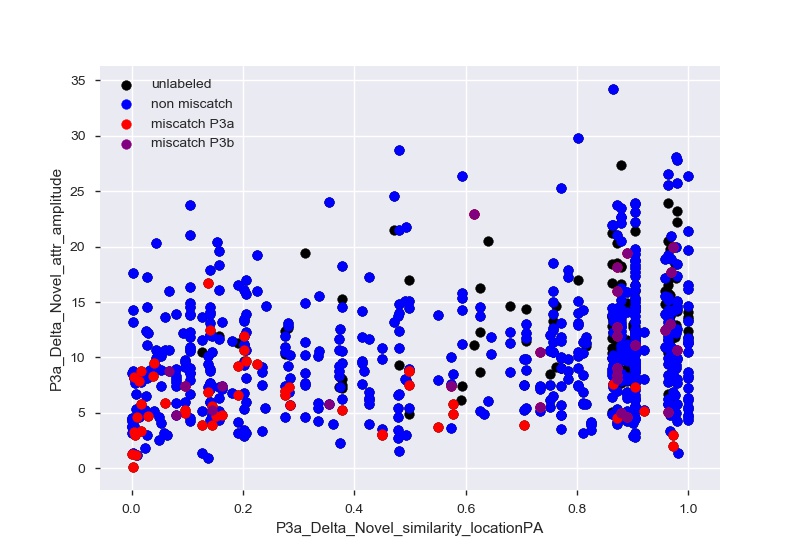 35
30
25
20
15
10
5
0
P3a_Delta_Novel_attr_amplitude
unlabeled
non miscatch
miscatch P3a
miscatch P3b
0.0 0.2 0.4 0.6 0.8 1.0
P3a_Delta_Novel_similarity_locationPA